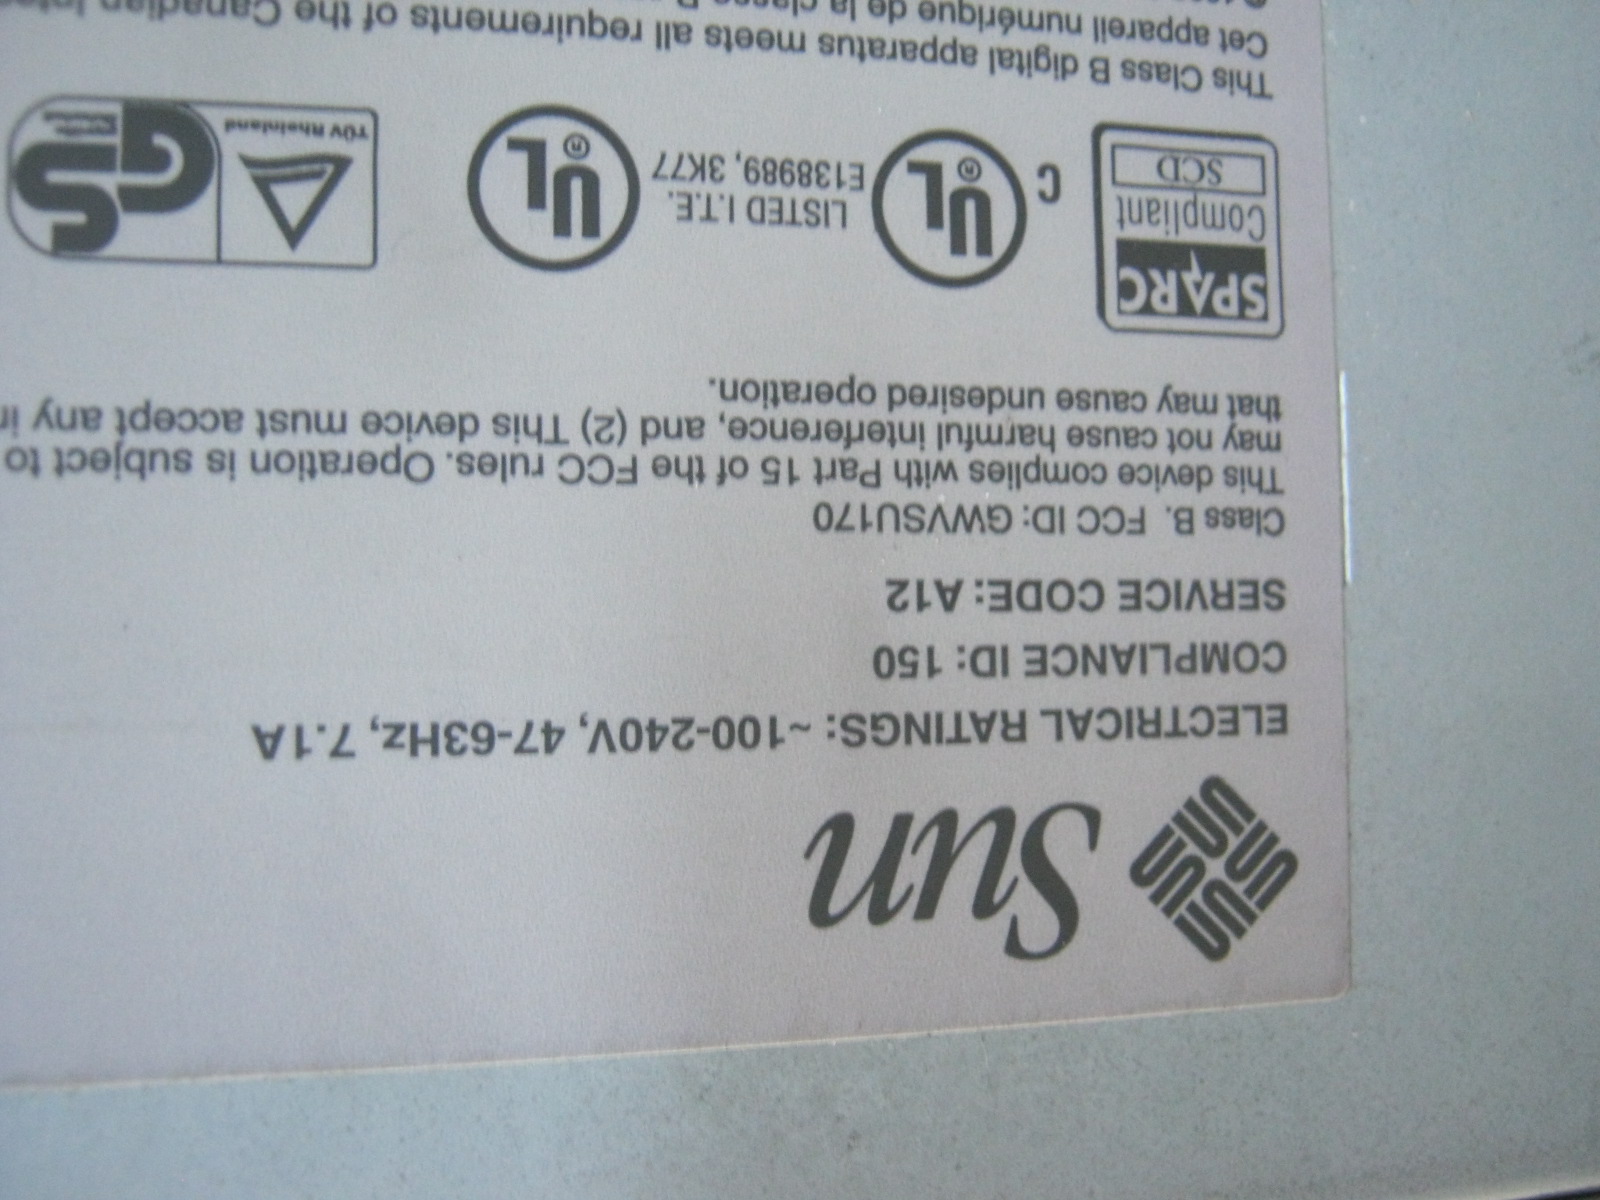 Sun
ELECTRICAL RATINGS: ~100-240V, 47-63Hz, 7.1A
COMPLIANCE ID: 150
SERVICE CODE: A12
Class B. FCC ID: GWVSU170
This device complies with Part 15 of the FCC rules. Operation is subject to
may not cause harmful interference, and (2) This device must accept any
that may cause undesired operation.
SPARC
Compliant
SCD
C UL ®
LISTED I.T.E.
E138989, 3K77
UL ®
TÜV Rheinland
GS
This Class B digital apparatus meets all requirements of the Canadian
Cet appareil numérique de la classe B